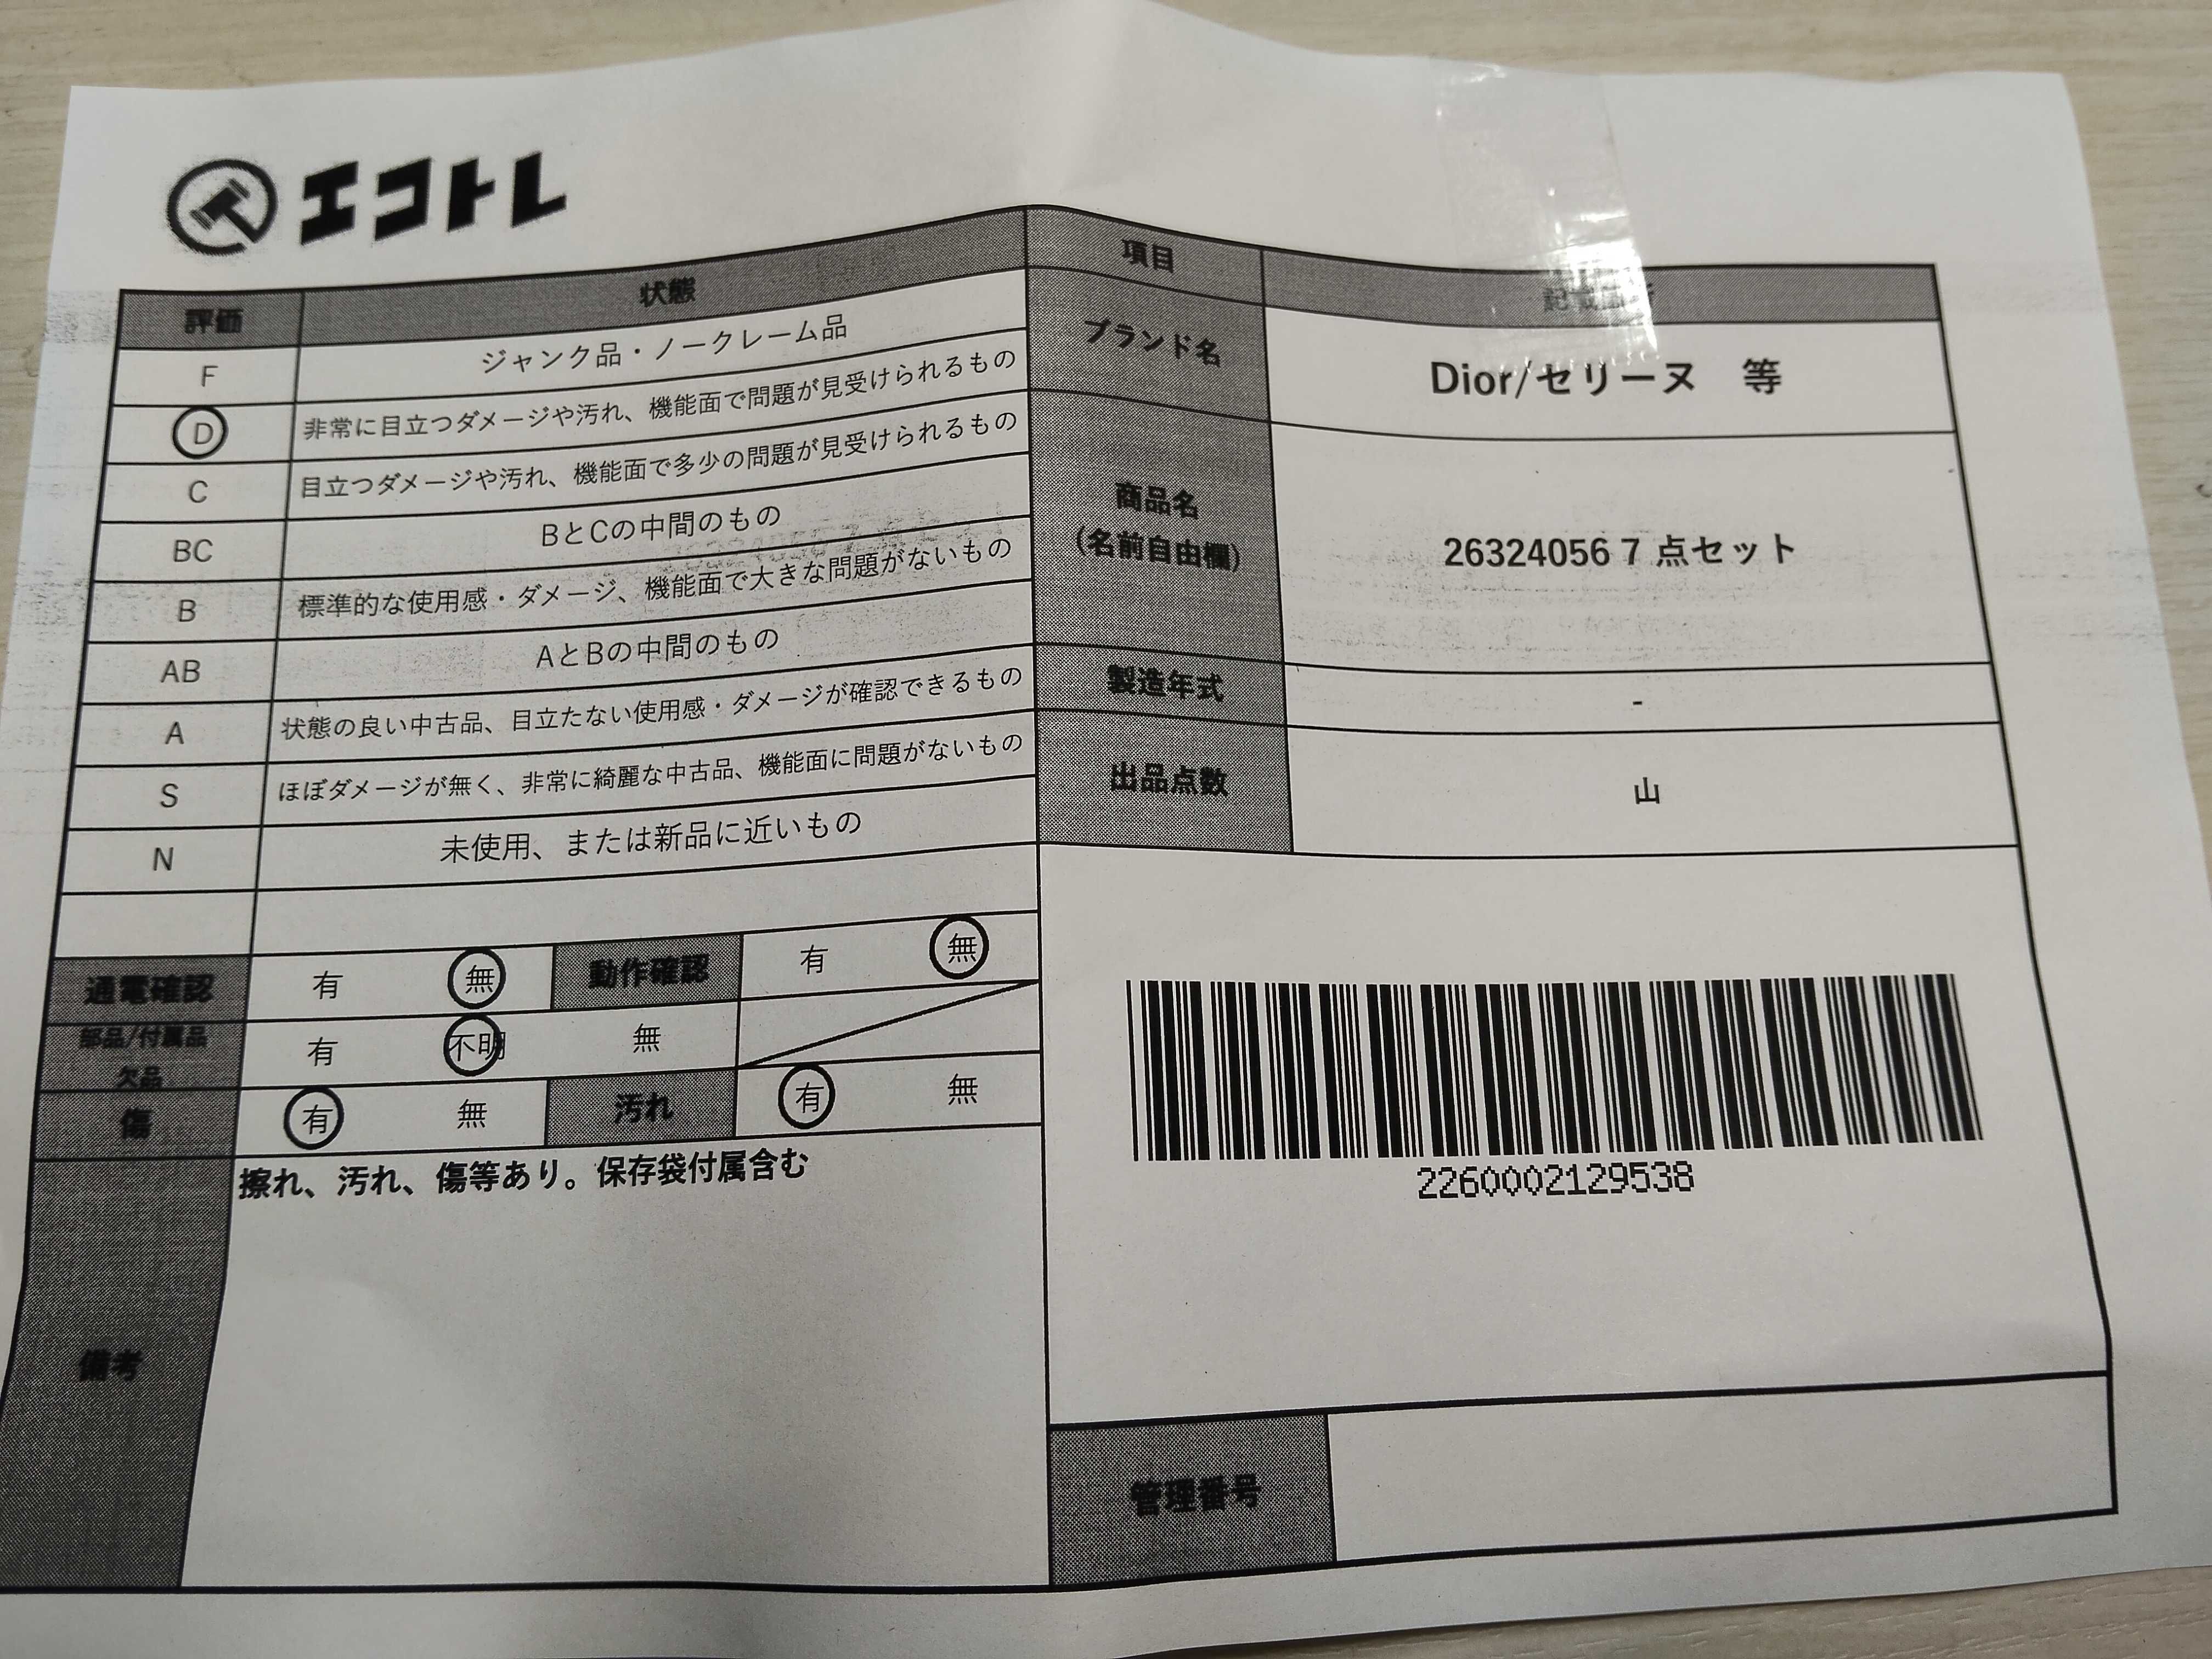 エコトレ
評価 状態
F ジャンク品・ノークレーム品
D 非常に目立つダメージや汚れ、機能面で問題が見受けられるもの
C 目立つダメージや汚れ、機能面で多少の問題が見受けられるもの
BC BとCの中間のもの
B 標準的な使用感・ダメージ、機能面で大きな問題がないもの
AB AとBの中間のもの
A 状態の良い中古品、目立たない使用感・ダメージが確認できるもの
S ほぼダメージが無く、非常に綺麗な中古品、機能面に問題がないもの
N 未使用、または新品に近いもの
通電確認 有 無 動作確認 有 無
部品/付属品
欠品 有 不明 無
傷 有 無 汚れ 有 無
備考 擦れ、汚れ、傷等あり。保存袋付属含む
項目
ブランド名 Dior/セリーヌ 等
商品名
(名前自由欄) 26324056 7 点セット
製造年式 -
出品点数 山
2260002129538
管理番号